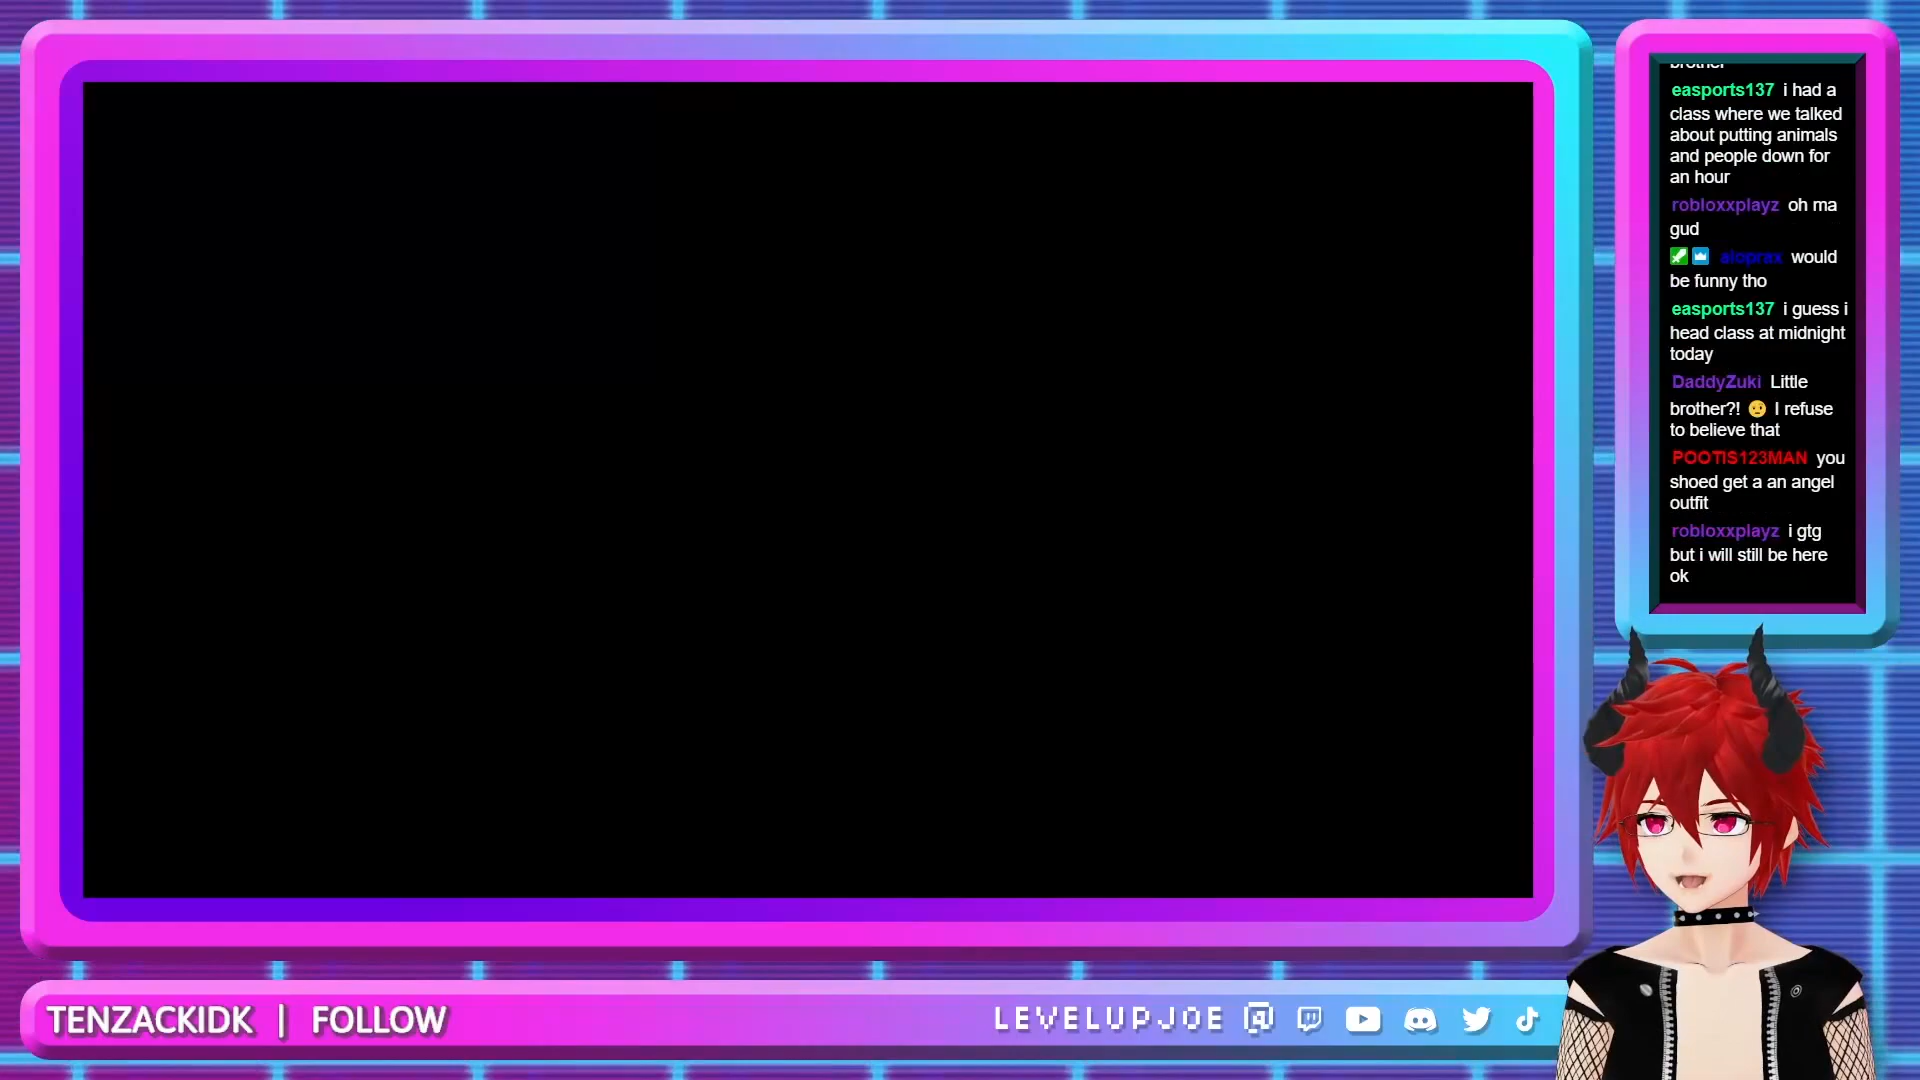 brother
easports137 i had a
class where we talked
about putting animals
and people down for
an hour
robloxxplayz oh ma
gud
aloprax would
be funny tho
easports137 i guess i
head class at midnight
today
DaddyZuki Little
brother?! I refuse
to believe that
POOTIS123MAN you
shoed get a an angel
outfit
robloxxplayz i gtg
but i will still be here
ok
TENZACKIDK | FOLLOW
LEVELUPJOE @